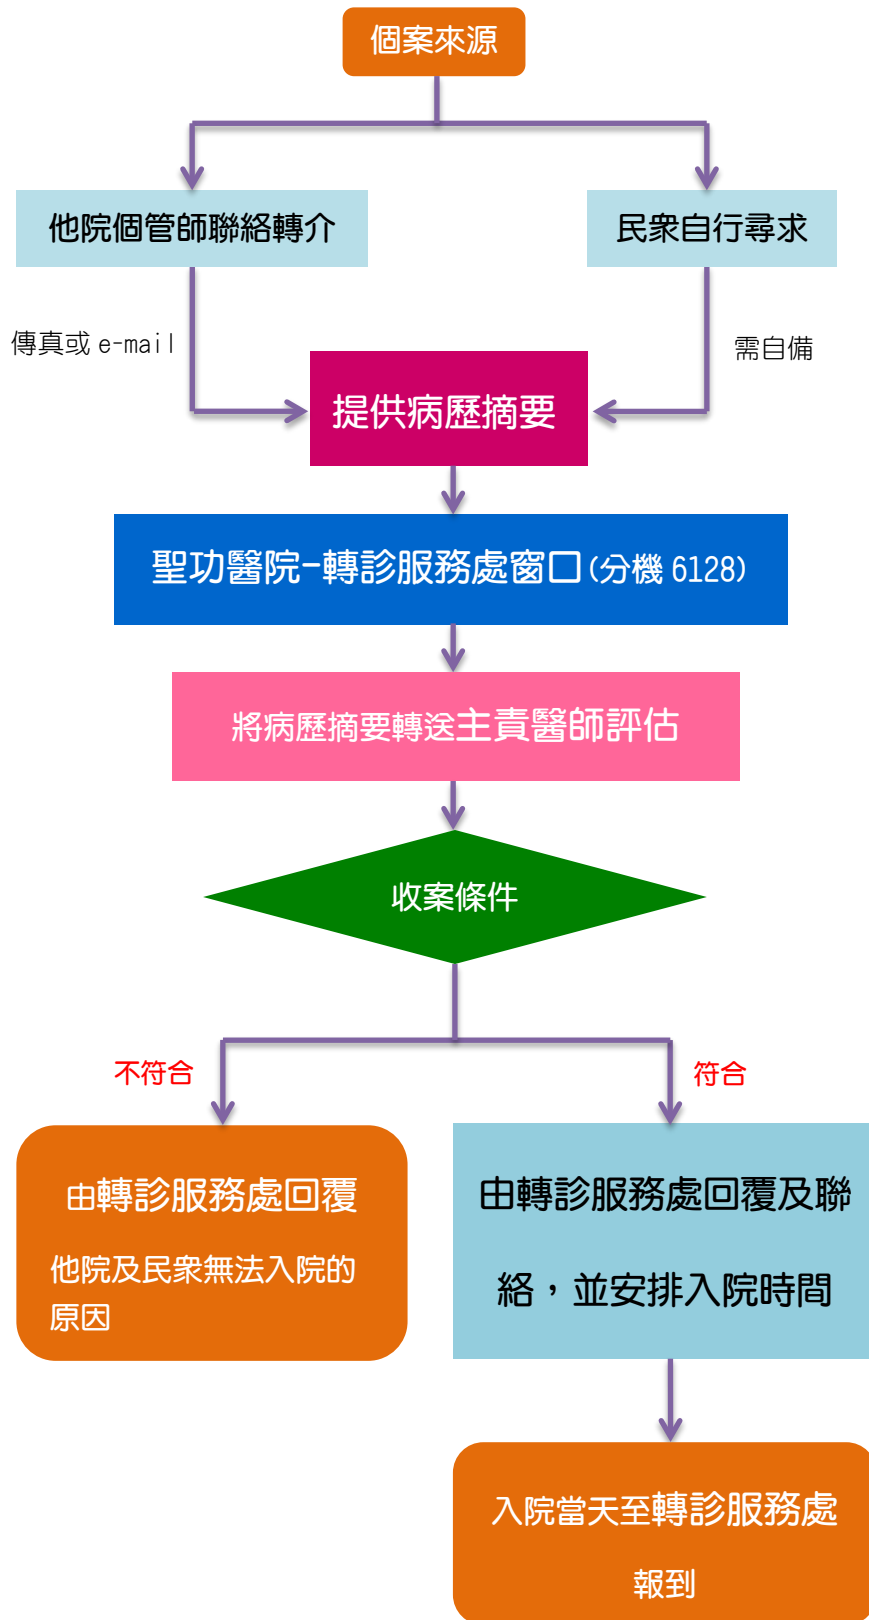 個案來源
他院個管師聯絡轉介
民眾自行尋求
傳真或 e-mail
需自備
提供病歷摘要
聖功醫院-轉診服務處窗口(分機 6128)
將病歷摘要轉送主責醫師評估
收案條件
不符合
符合
由轉診服務處回覆
他院及民眾無法入院的
原因
由轉診服務處回覆及聯
絡，並安排入院時間
入院當天至轉診服務處
報到